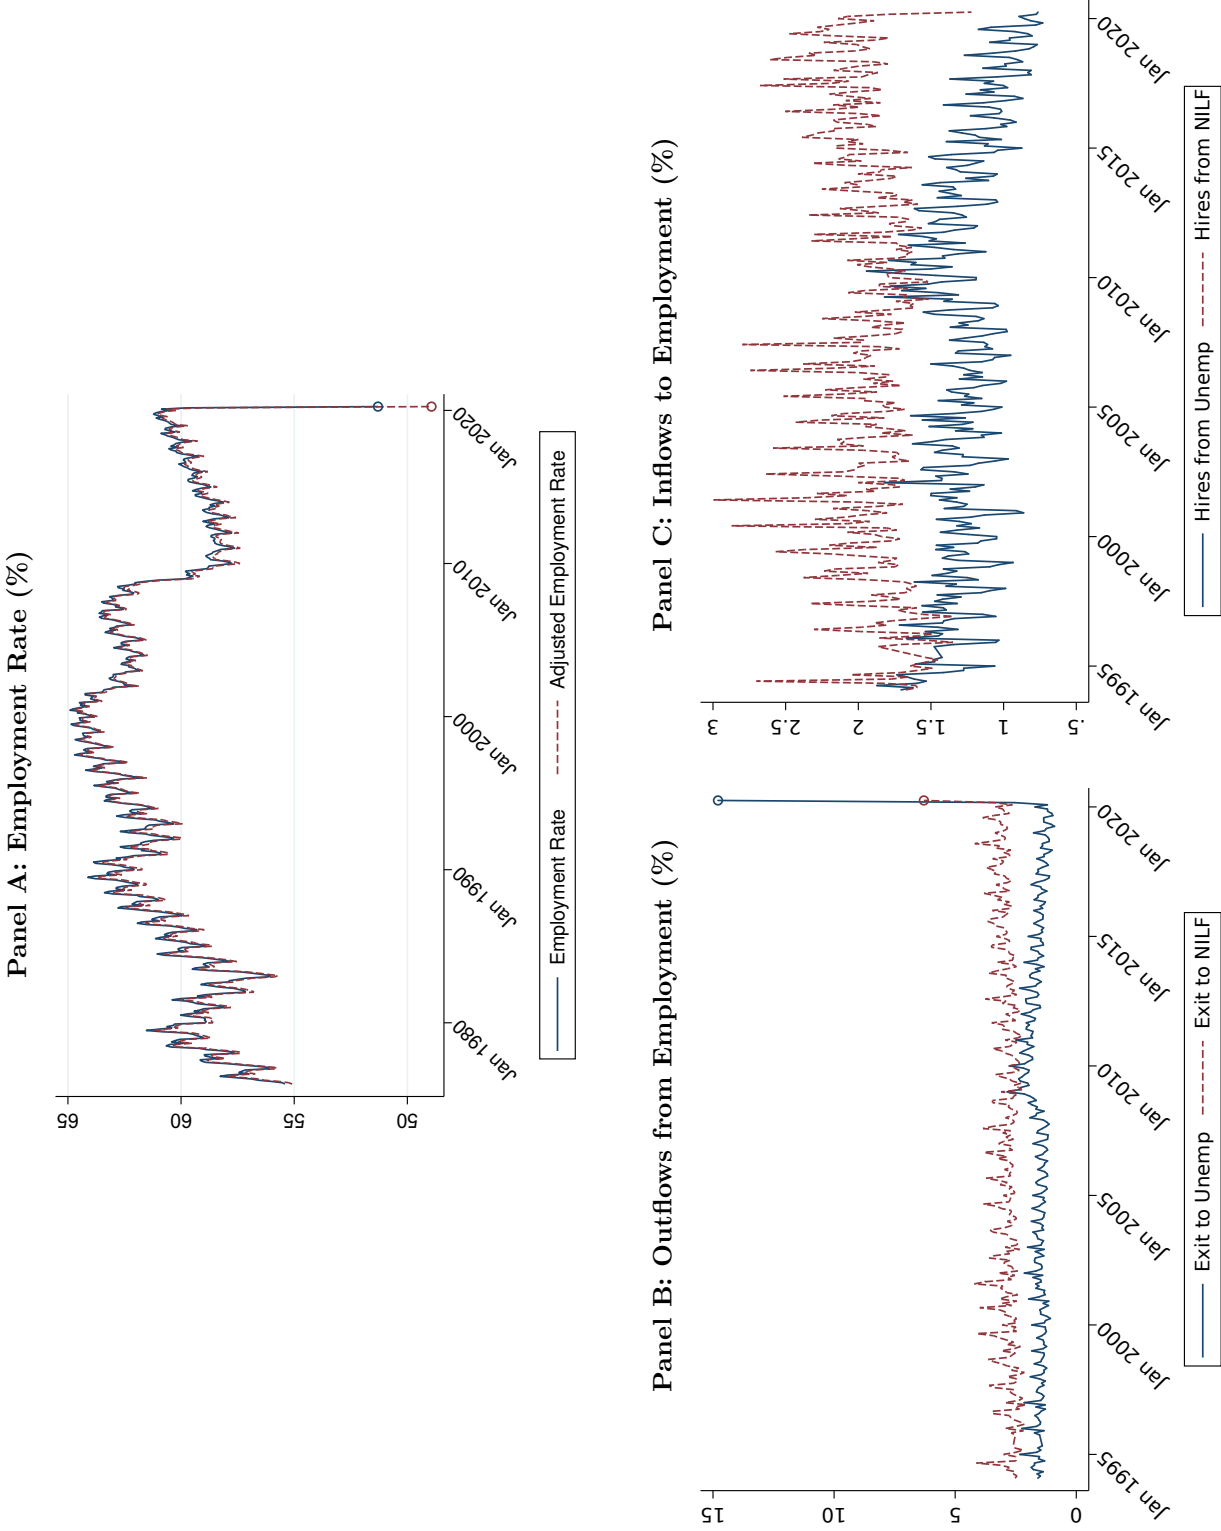 Panel A: Employment Rate (%)
65
60
55
50
Jan 1980
Jan 1990
Jan 2000
Jan 2010
Jan 2020
Employment Rate
Adjusted Employment Rate
Panel B: Outflows from Employment (%)
15
10
5
0
Jan 1995
Jan 2000
Jan 2005
Jan 2010
Jan 2015
Jan 2020
Exit to Unemp
Exit to NILF
Panel C: Inflows to Employment (%)
3
2.5
2
1.5
1
.5
Jan 1995
Jan 2000
Jan 2005
Jan 2010
Jan 2015
Jan 2020
Hires from Unemp
Hires from NILF